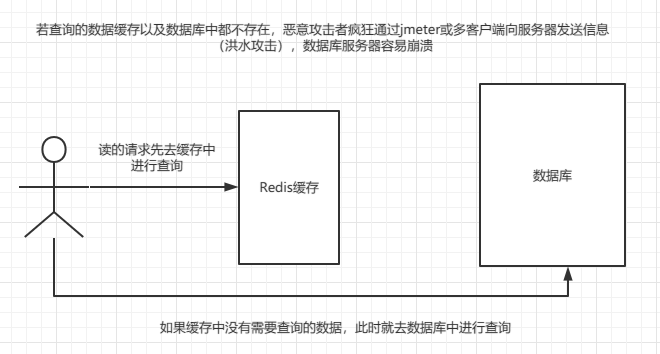 若查询的数据缓存以及数据库中都不存在，恶意攻击者疯狂通过jmeter或多客户端向服务器发送信息
（洪水攻击），数据库服务器容易崩溃
读的请求先去缓存中
进行查询
Redis缓存
数据库
如果缓存中没有需要查询的数据，此时就去数据库中进行查询